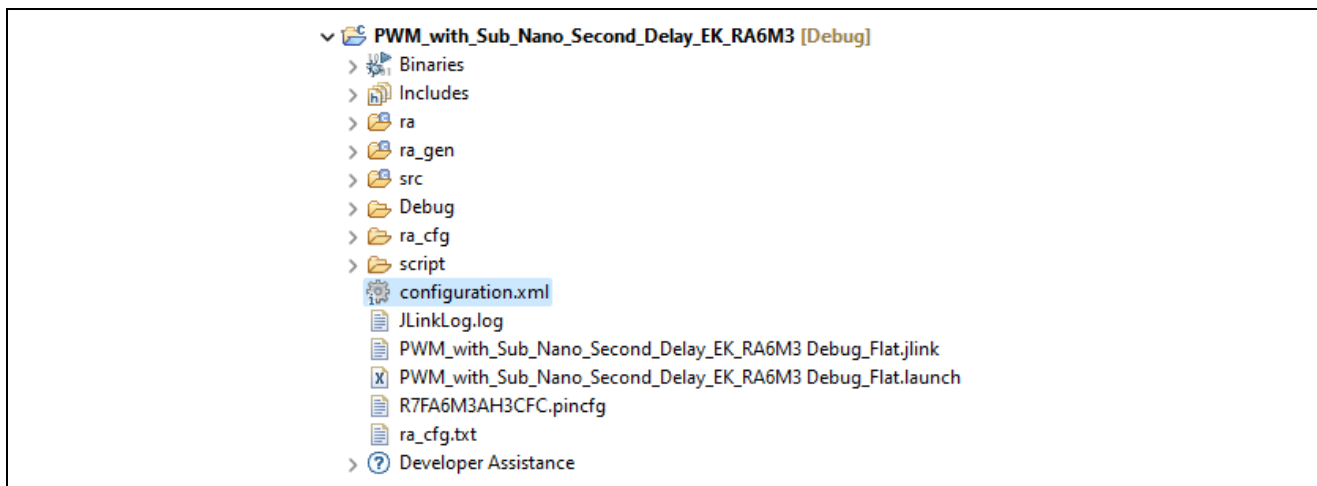 PWM_with_Sub_Nano_Second_Delay_EK_RA6M3 [Debug]
Binaries
Includes
ra
ra_gen
src
Debug
ra_cfg
script
configuration.xml
JLinkLog.log
PWM_with_Sub_Nano_Second_Delay_EK_RA6M3 Debug_Flat.jlink
PWM_with_Sub_Nano_Second_Delay_EK_RA6M3 Debug_Flat.launch
R7FA6M3AH3CFC.pincfg
ra_cfg.txt
Developer Assistance